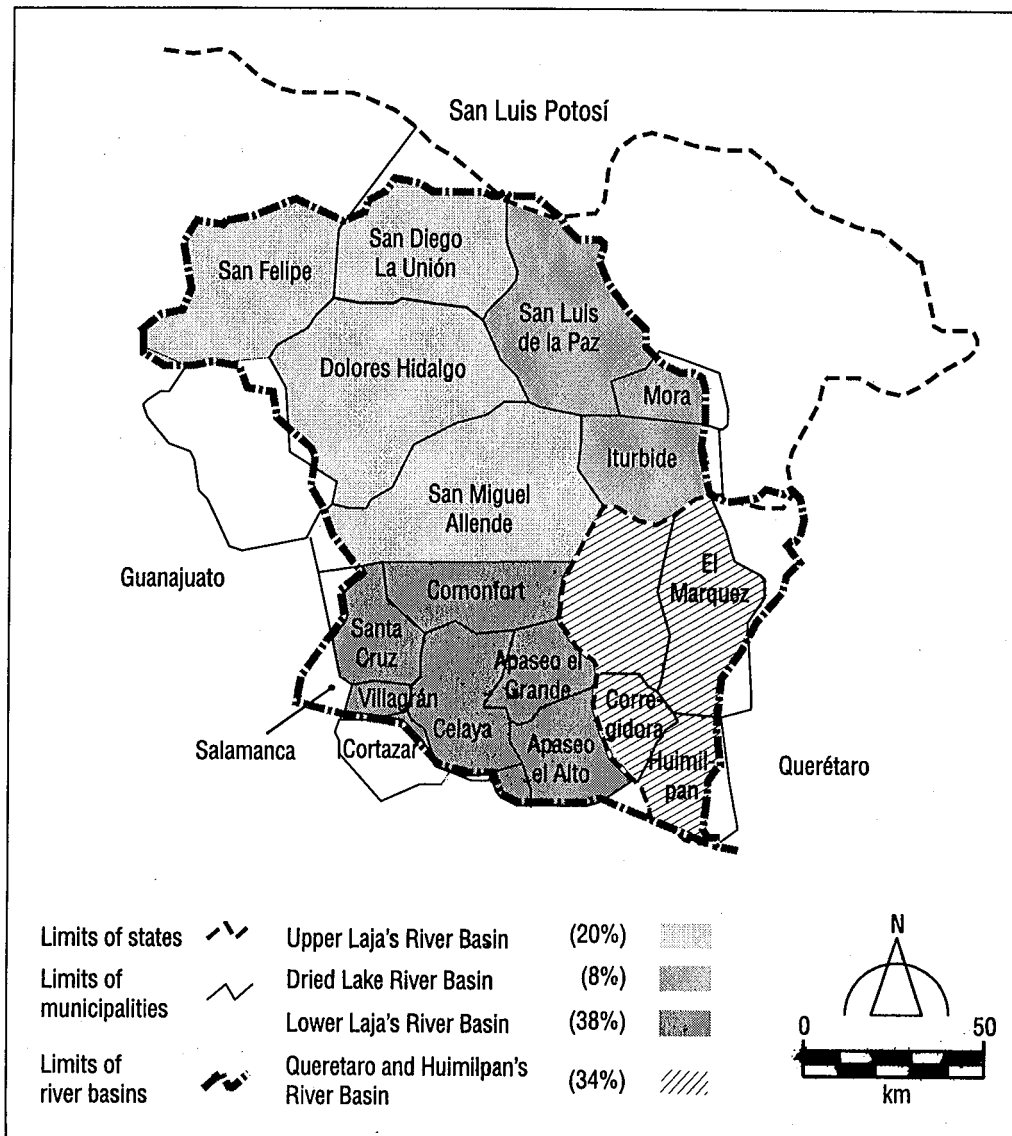 San Luis Potosí
San Diego
La Unión
San Felipe
San Luis
de la Paz
Dolores Hidalgo
Mora
Iturbide
San Miguel
Allende
Guanajuato
El
Marquez
Comonfort
Santa
Cruz
Apaseo el
Grande
Villagrán
Corre-
gidora
Celaya
Salamanca
Cortazar
Apaseo
el Alto
Huimil-
pan
Querétaro
Limits of states
Upper Laja's River Basin (20%)
Limits of
municipalities
Dried Lake River Basin (8%)
Lower Laja's River Basin (38%)
Limits of
river basins
Queretaro and Huimilpan's
River Basin (34%)
N
0 50
km